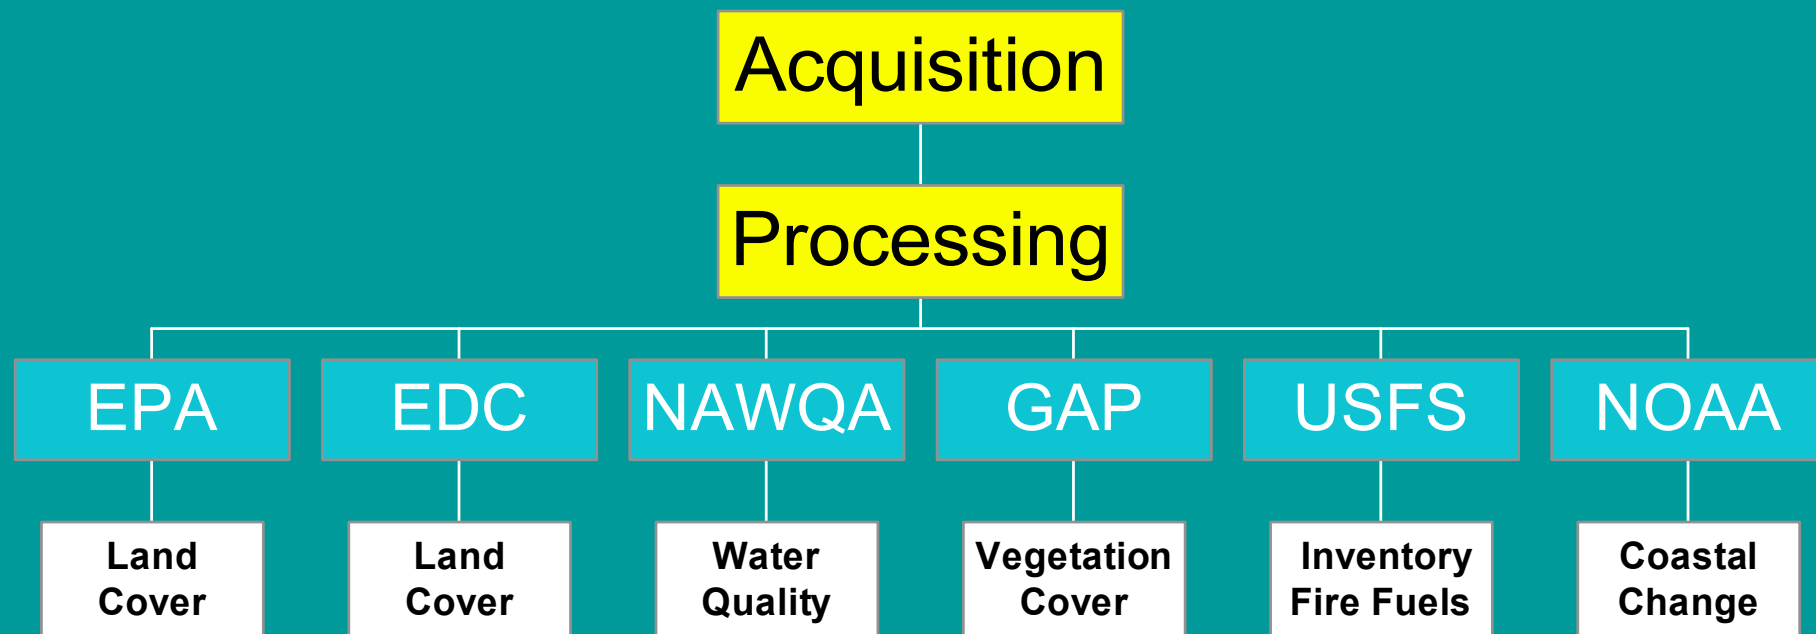 Acquisition
Processing
EPA
EDC
NAWQA
GAP
USFS
NOAA
Land
Cover
Land
Cover
Water
Quality
Vegetation
Cover
Inventory
Fire Fuels
Coastal
Change